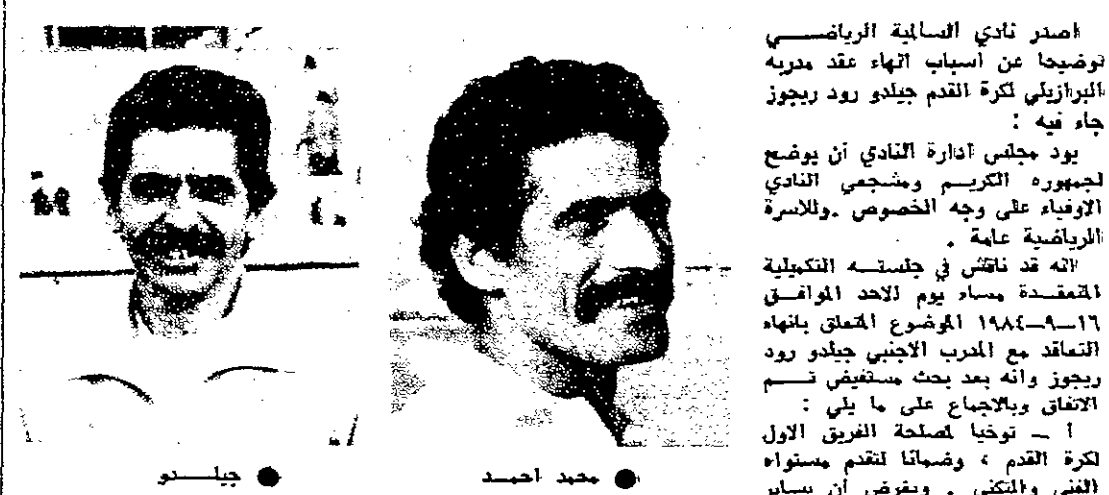 اصدر نادي السالمية الرياضي
توضيحا عن اسباب انهاء عقد مدربه
البرازيلي لكرة القدم جيلدو رود ريجوز
جاء فيه :
يود مجلس ادارة النادي أن يوضح
لجمهوره الكريم ومشجعي النادي
الاوفياء على وجه الخصوص . وللاسرة
الرياضية عامة .
انه قد ناقش في جلسته التكميلية
المنعقدة مساء يوم الاحد الموافق
١٦-٩-١٩٨٤ الموضوع المتعلق بانهاء
التعاقد مع المدرب الاجنبي جيلدو رود
ريجوز وانه بعد بحث مستفيض تم
الاتفاق وبالاجماع على ما يلي :
أ - توخيا لمصلحة الفريق الاول
لكرة القدم ، وضمانا لتقدم مستواه
الفني والتكني . وبفرض أن يساير
محمد احمد
جيلدو